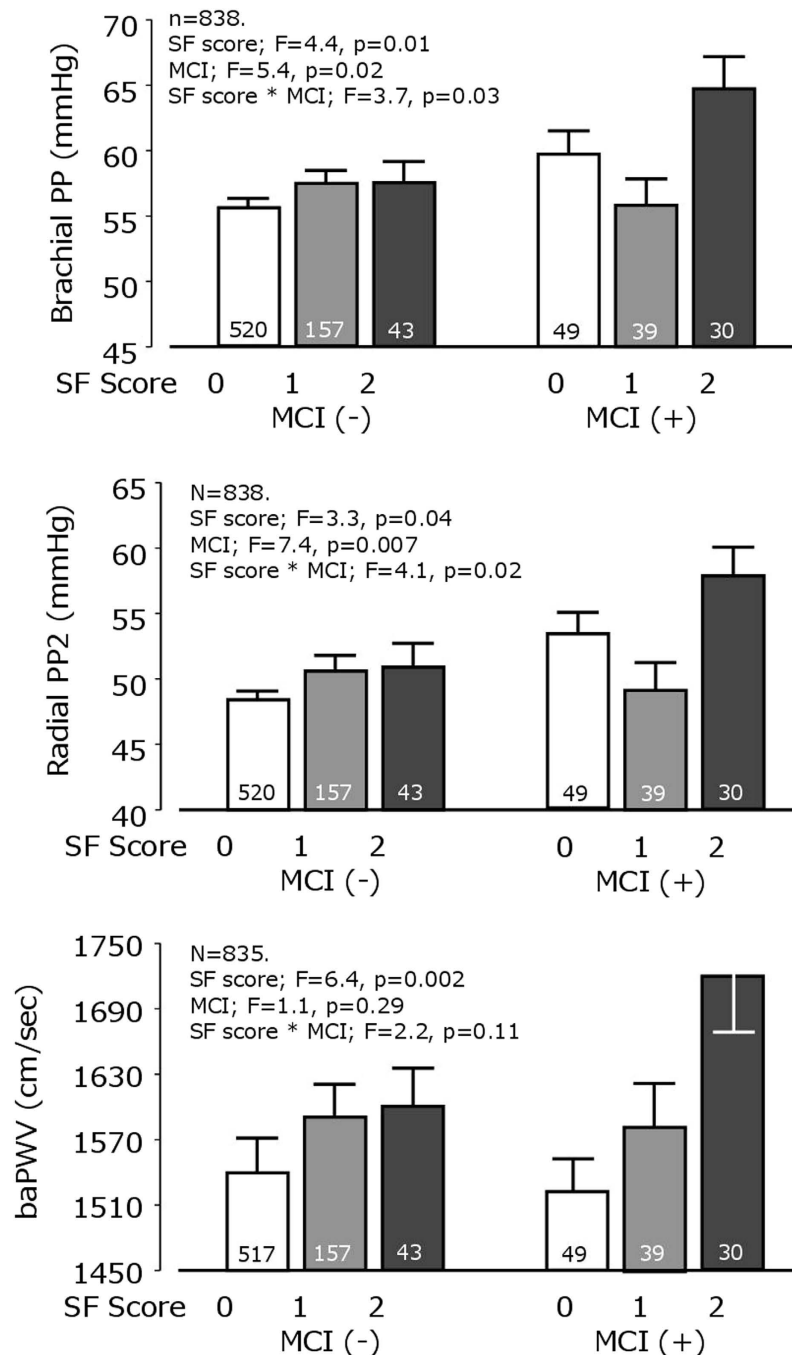 70
n=838.
SF score; F=4.4, p=0.01
MCI; F=5.4, p=0.02
SF score * MCI; F=3.7, p=0.03
65
60
55
50
45
Brachial PP (mmHg)
520 157 43 49 39 30
SF Score 0 1 2 0 1 2
MCI (-) MCI (+)
65
N=838.
SF score; F=3.3, p=0.04
MCI; F=7.4, p=0.007
SF score * MCI; F=4.1, p=0.02
60
55
50
45
40
Radial PP2 (mmHg)
520 157 43 49 39 30
SF Score 0 1 2 0 1 2
MCI (-) MCI (+)
1750
N=835.
SF score; F=6.4, p=0.002
MCI; F=1.1, p=0.29
SF score * MCI; F=2.2, p=0.11
1690
1630
1570
1510
1450
baPWV (cm/sec)
517 157 43 49 39 30
SF Score 0 1 2 0 1 2
MCI (-) MCI (+)